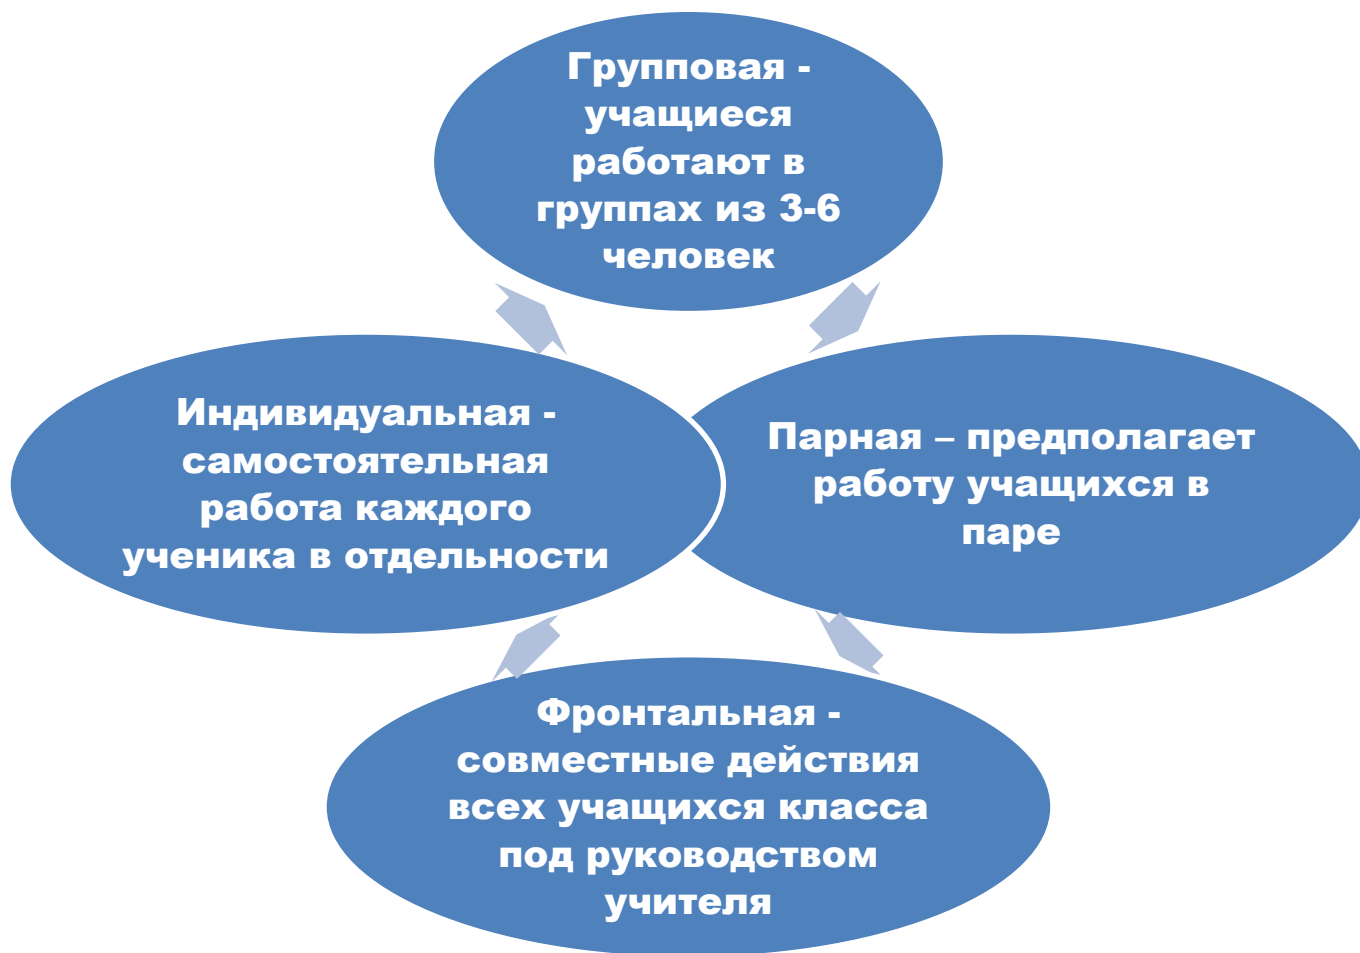 Групповая -
учащиеся
работают в
группах из 3-6
человек
Индивидуальная -
самостоятельная
работа каждого
ученика в отдельности
Парная – предполагает
работу учащихся в
паре
Фронтальная -
совместные действия
всех учащихся класса
под руководством
учителя